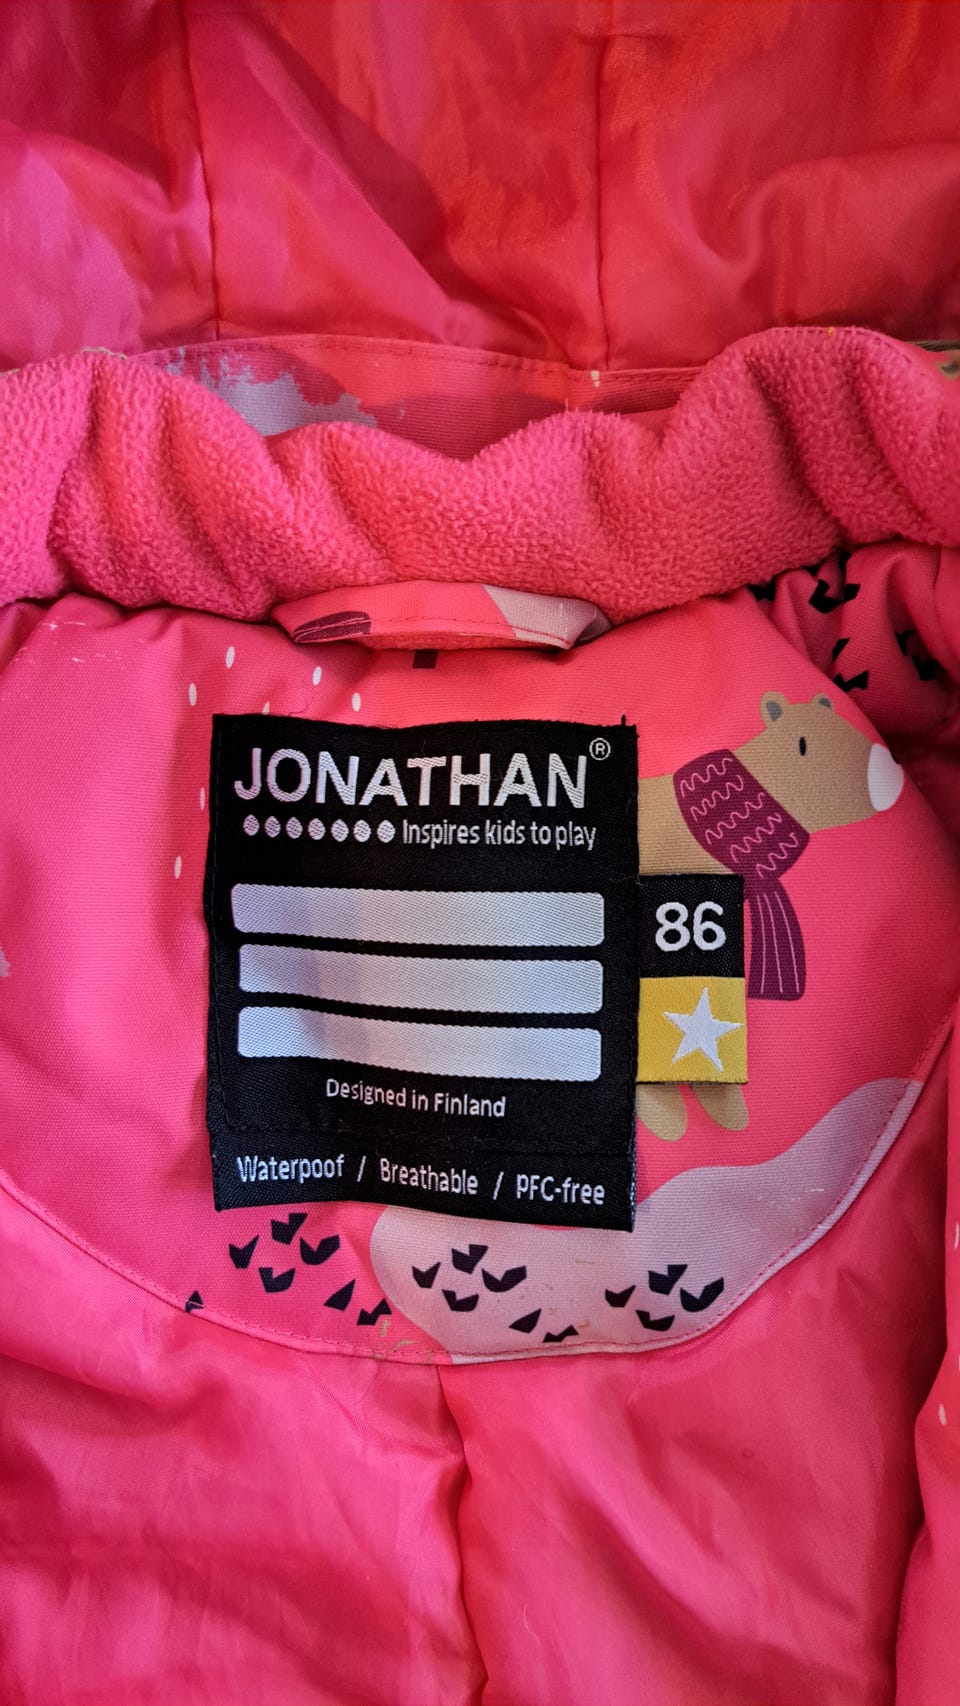 JONATHAN®
Inspires kids to play
86
Designed in Finland
Waterpoof / Breathable / PFC-free